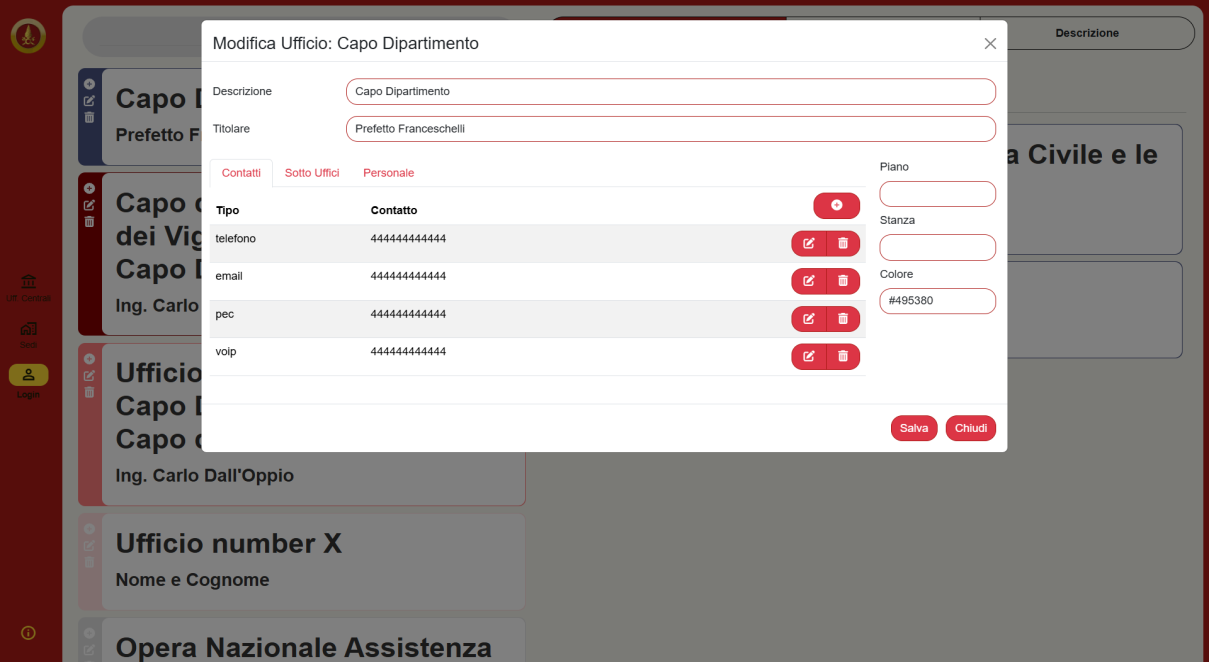 Modifica Ufficio: Capo Dipartimento
Descrizione
Descrizione
Capo Dipartimento
Titolare
Prefetto Franceschelli
Contatti
Sotto Uffici
Personale
Piano
Tipo
Contatto
telefono
444444444444
Stanza
email
444444444444
Colore
#495380
pec
444444444444
voip
444444444444
Salva
Chiudi
Capo
Prefetto F
Capo
dei Vig
Capo
Ing. Carlo
Ufficio
Capo
Capo
Ing. Carlo Dall'Oppio
Ufficio number X
Nome e Cognome
Opera Nazionale Assistenza
a Civile e le
Uff. Centrali
Sedi
Login